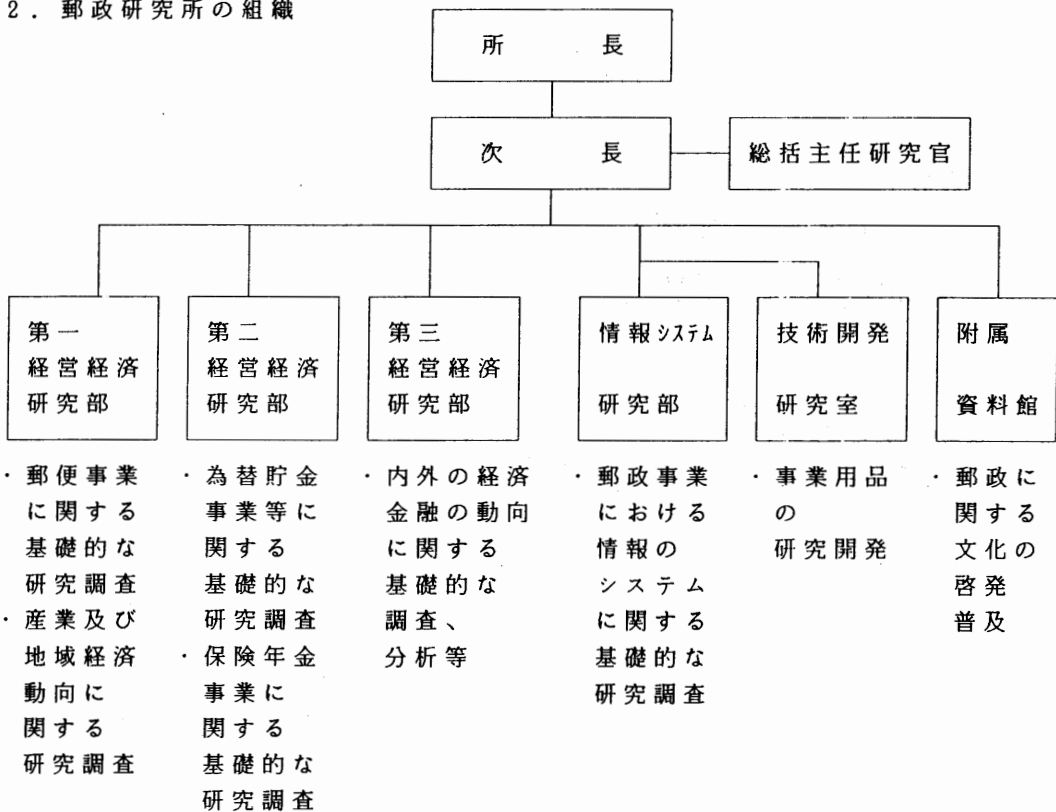 2．郵政研究所の組織
所長
次長
総括主任研究官
第一
経営経済
研究部
第二
経営経済
研究部
第三
経営経済
研究部
情報システム
研究部
技術開発
研究室
附属
資料館
・郵便事業
に関する
基礎的な
研究調査
・産業及び
地域経済
動向に
関する
研究調査
・為替貯金
事業等に
関する
基礎的な
研究調査
・保険年金
事業に
関する
基礎的な
研究調査
・内外の経済
金融の動向
に関する
基礎的な
調査、
分析等
・郵政事業
における
情報の
システム
に関する
基礎的な
研究調査
・事業用品
の
研究開発
・郵政に
関する
文化の
啓発
普及